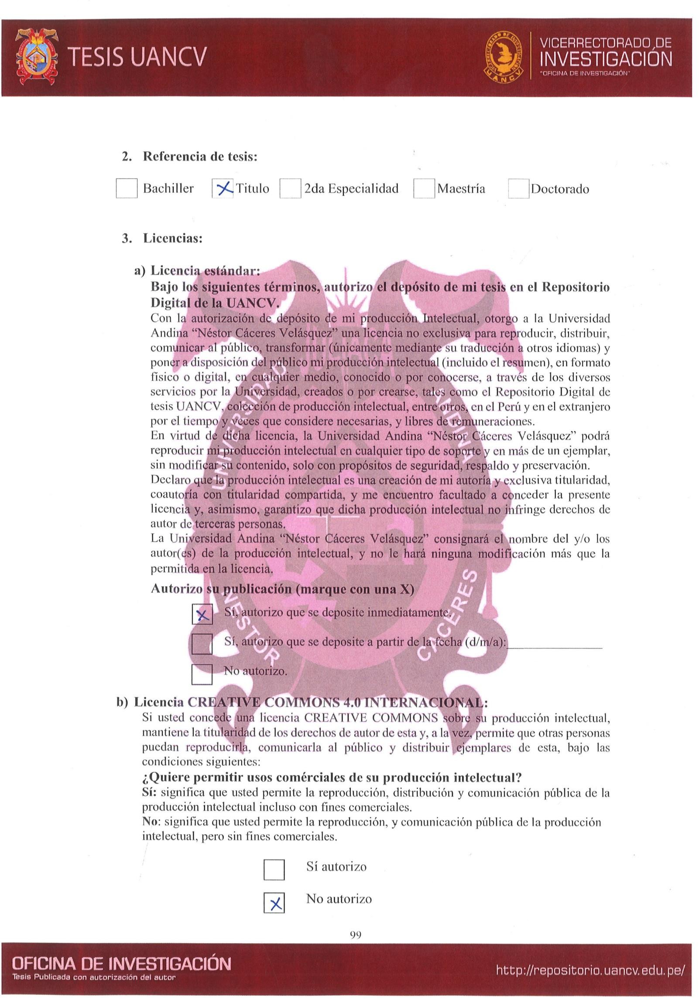 TESIS UANCV
VICERRECTORADO DE
INVESTIGACIÓN
"OFICINA DE INVESTIGACIÓN"
VICERRECTORADO DE INVESTIGACIÓN
UANCV
2. Referencia de tesis:
Bachiller X Titulo 2da Especialidad Maestría Doctorado
3. Licencias:
a) Licencia estándar:
Bajo los siguientes términos, autorizo el depósito de mi tesis en el Repositorio
Digital de la UANCV.
Con la autorización de depósito de mi producción Intelectual, otorgo a la Universidad
Andina “Néstor Cáceres Velásquez” una licencia no exclusiva para reproducir, distribuir,
comunicar al público, transformar (únicamente mediante su traducción a otros idiomas) y
poner a disposición del público mi producción intelectual (incluido el resumen), en formato
físico o digital, en cualquier medio, conocido o por conocerse, a través de los diversos
servicios por la Universidad, creados o por crearse, tales como el Repositorio Digital de
tesis UANCV, colección de producción intelectual, entre otros, en el Perú y en el extranjero
por el tiempo y veces que considere necesarias, y libres de remuneraciones.
En virtud de dicha licencia, la Universidad Andina “Néstor Cáceres Velásquez” podrá
reproducir mi producción intelectual en cualquier tipo de soporte y en más de un ejemplar,
sin modificar su contenido, solo con propósitos de seguridad, respaldo y preservación.
Declaro que la producción intelectual es una creación de mi autoría y exclusiva titularidad,
coautoría con titularidad compartida, y me encuentro facultado a conceder la presente
licencia y, asimismo, garantizo que dicha producción intelectual no infringe derechos de
autor de terceras personas.
La Universidad Andina “Néstor Cáceres Velásquez” consignará el nombre del y/o los
autor(es) de la producción intelectual, y no le hará ninguna modificación más que la
permitida en la licencia.
Autorizo su publicación (marque con una X)
X Sí, autorizo que se deposite inmediatamente.
Sí, autorizo que se deposite a partir de la fecha (d/m/a):
No autorizo.
UNIVERSIDAD
ANDINA
NESTOR
CACERES
b) Licencia CREATIVE COMMONS 4.0 INTERNACIONAL:
Si usted concede una licencia CREATIVE COMMONS sobre su producción intelectual,
mantiene la titularidad de los derechos de autor de esta y, a la vez, permite que otras personas
puedan reproducirla, comunicarla al público y distribuir ejemplares de esta, bajo las
condiciones siguientes:
¿Quiere permitir usos comérciales de su producción intelectual?
Sí: significa que usted permite la reproducción, distribución y comunicación pública de la
producción intelectual incluso con fines comerciales.
No: significa que usted permite la reproducción, y comunicación pública de la producción
intelectual, pero sin fines comerciales.
Sí autorizo
X No autorizo
99
OFICINA DE INVESTIGACIÓN
Tesis Publicada con autorización del autor
http://repositorio.uancv.edu.pe/